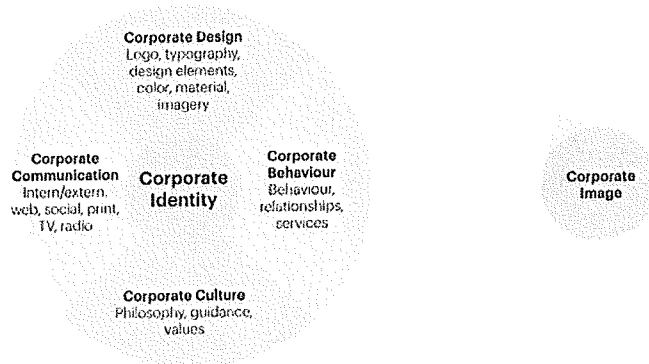 Corporate Design
Logo, typography,
design elements,
color, material,
imagery
Corporate
Communication
Intern/extern,
web, social, print,
TV, radio
Corporate
Identity
Corporate
Behaviour
Behaviour,
relationships,
services
Corporate
Image
Corporate Culture
Philosophy, guidance,
values